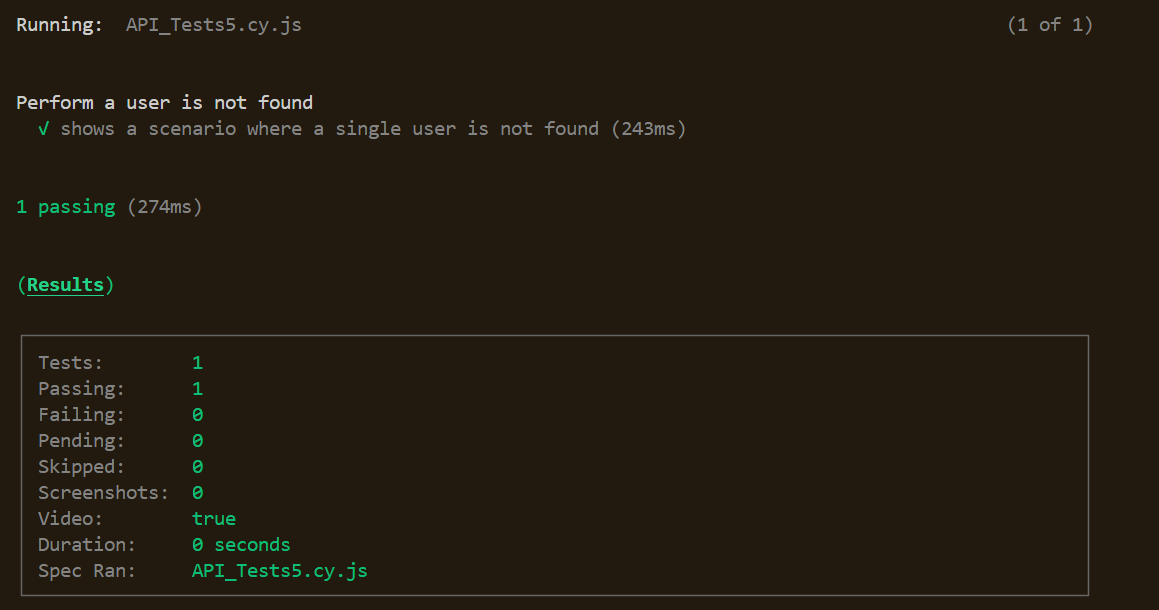 Running:  API_Tests5.cy.js (1 of 1)
Perform a user is not found
√ shows a scenario where a single user is not found (243ms)
1 passing (274ms)
(Results)
Tests: 1
Passing: 1
Failing: 0
Pending: 0
Skipped: 0
Screenshots: 0
Video: true
Duration: 0 seconds
Spec Ran: API_Tests5.cy.js